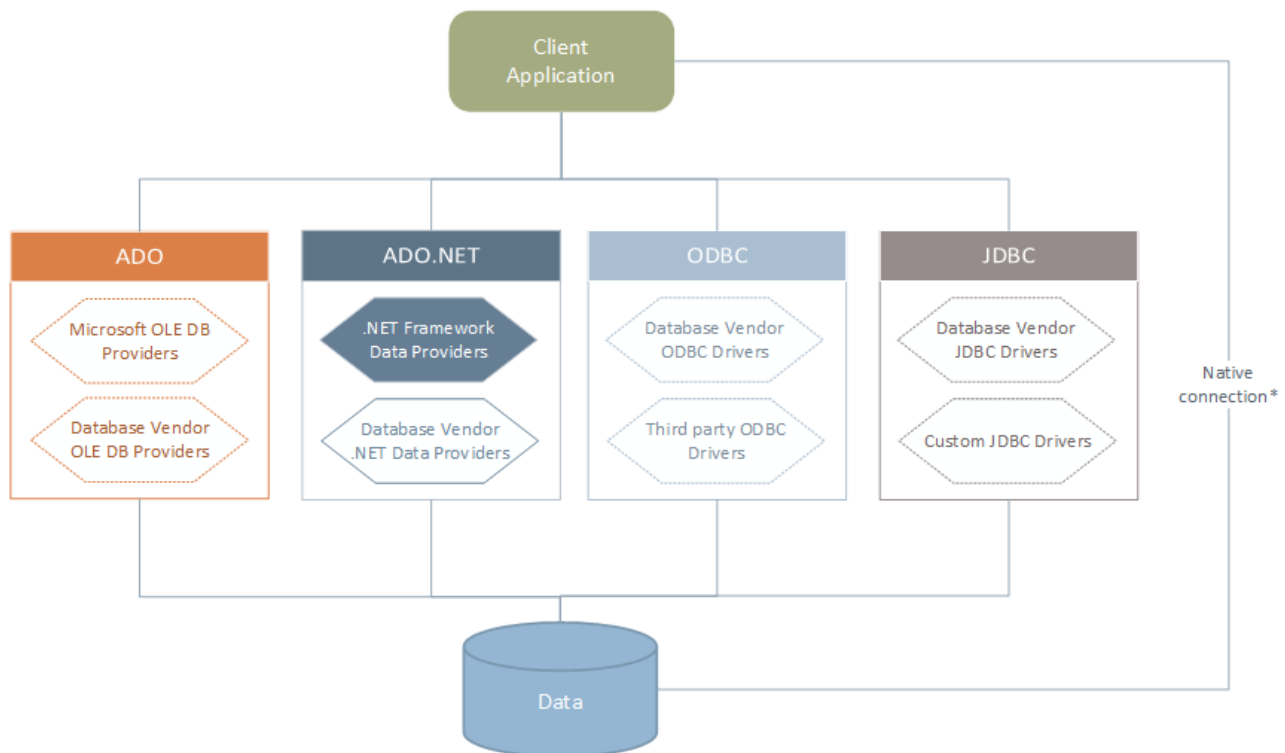 Client
Application
ADO
ADO.NET
ODBC
JDBC
Microsoft OLE DB
Providers
.NET Framework
Data Providers
Database Vendor
ODBC Drivers
Database Vendor
JDBC Drivers
Native
connection*
Database Vendor
OLE DB Providers
Database Vendor
.NET Data Providers
Third party ODBC
Drivers
Custom JDBC Drivers
Data